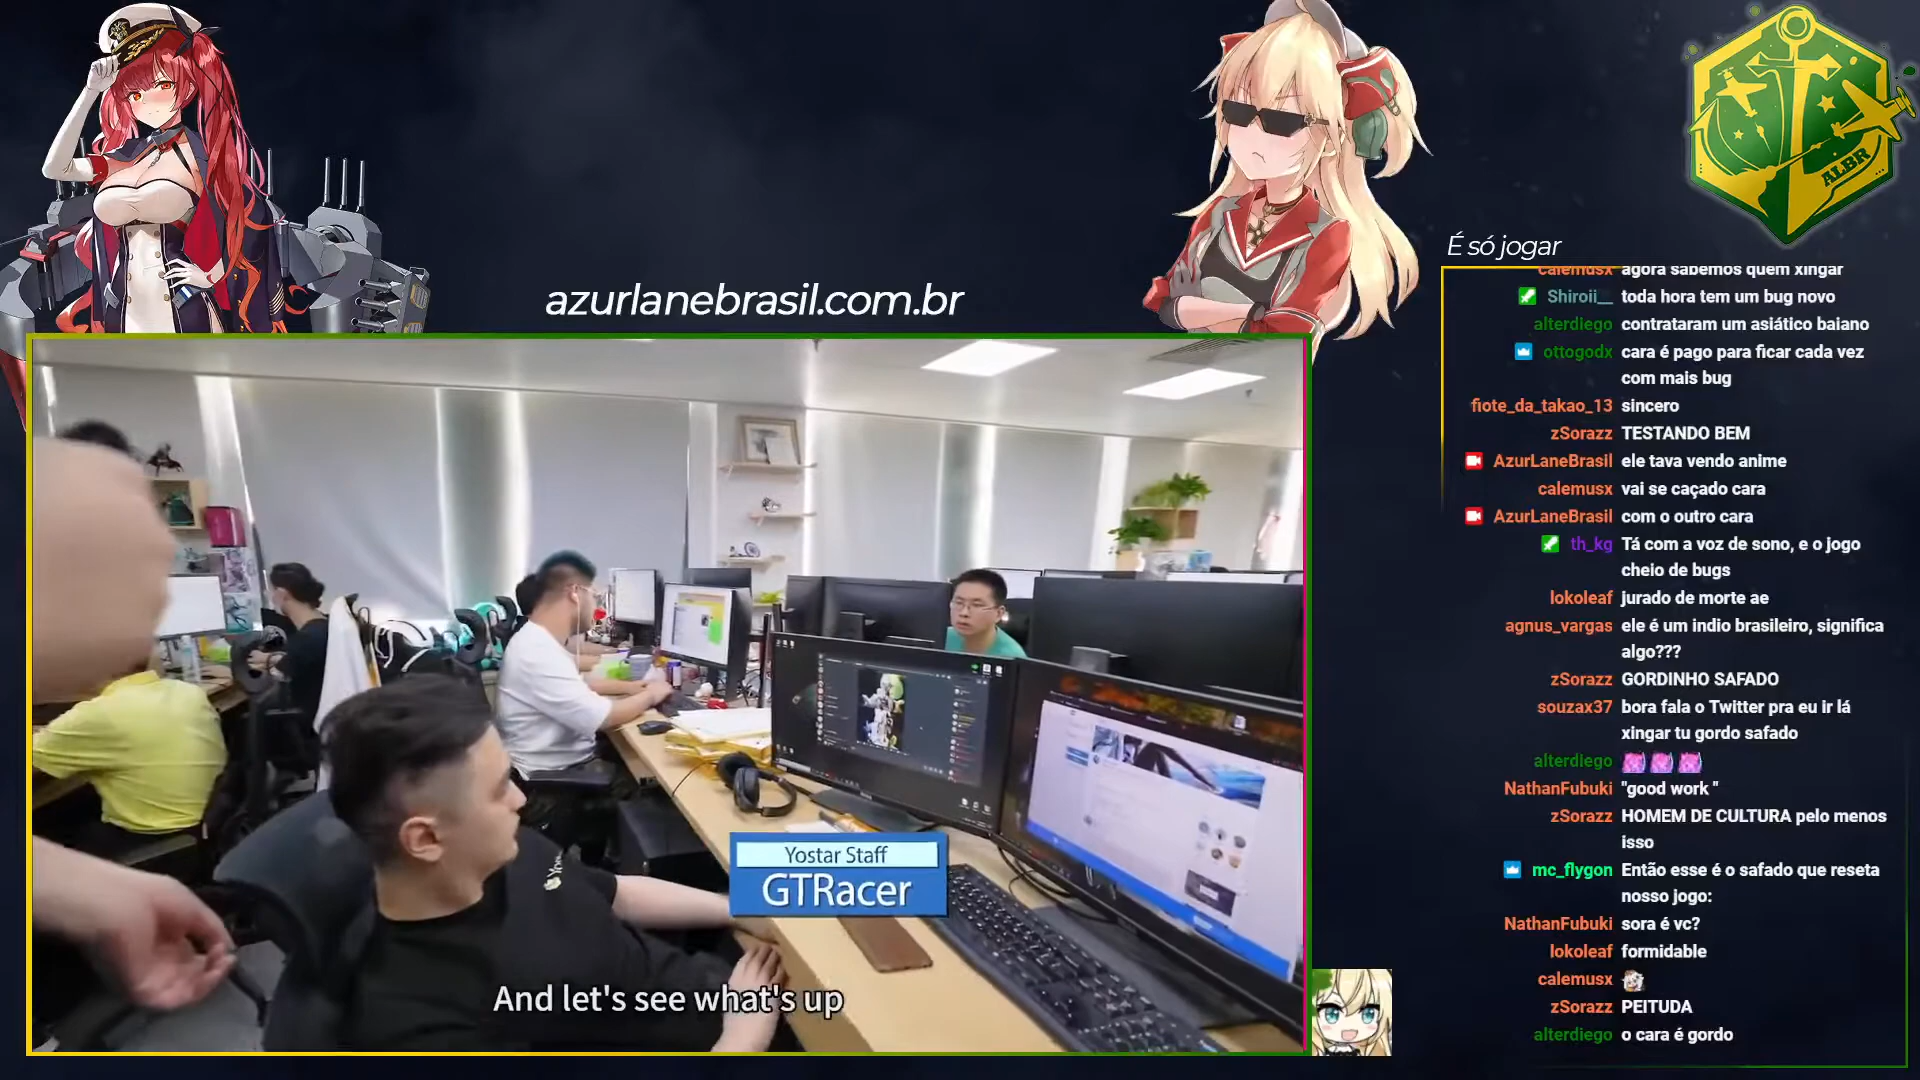 ALBR
É só jogar
azurlanebrasil.com.br
calemusx agora sabemos quem xingar
Shiroii__ toda hora tem um bug novo
alterdiego contrataram um asiático baiano
ottogodx cara é pago para ficar cada vez
com mais bug
fiote_da_takao_13 sincero
zSorazz TESTANDO BEM
AzurLaneBrasil ele tava vendo anime
calemusx vai se caçado cara
AzurLaneBrasil com o outro cara
th_kg Tá com a voz de sono, e o jogo
cheio de bugs
lokoleaf jurado de morte ae
agnus_vargas ele é um indio brasileiro, significa
algo???
zSorazz GORDINHO SAFADO
souzax37 bora fala o Twitter pra eu ir lá
xingar tu gordo safado
alterdiego
NathanFubuki "good work "
zSorazz HOMEM DE CULTURA pelo menos
isso
mc_flygon Então esse é o safado que reseta
nosso jogo:
NathanFubuki sora é vc?
lokoleaf formidable
calemusx
zSorazz PEITUDA
alterdiego o cara é gordo
Yostar Staff
GTRacer
And let's see what's up